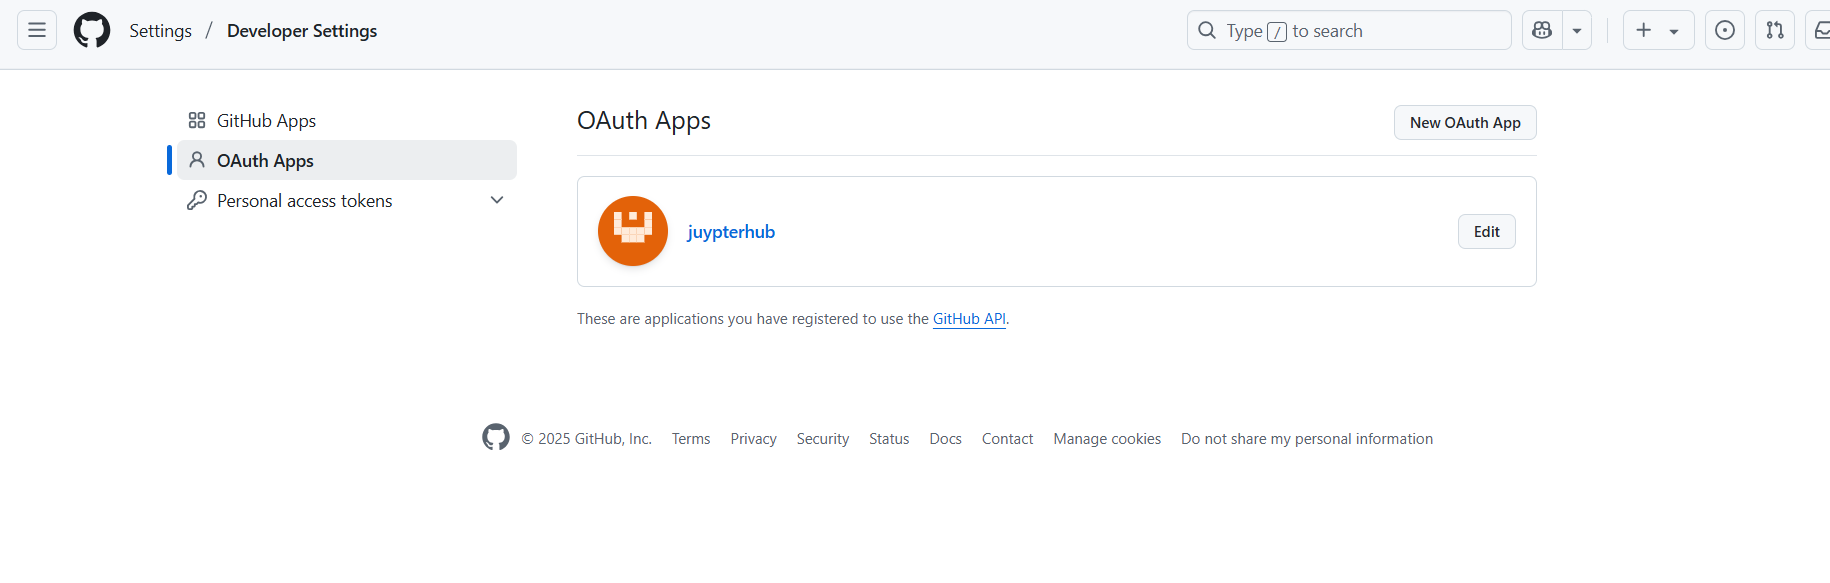 Settings / Developer Settings
Type / to search
GitHub Apps
OAuth Apps
Personal access tokens
OAuth Apps
New OAuth App
juypterhub
Edit
These are applications you have registered to use the GitHub API.
© 2025 GitHub, Inc. Terms Privacy Security Status Docs Contact Manage cookies Do not share my personal information